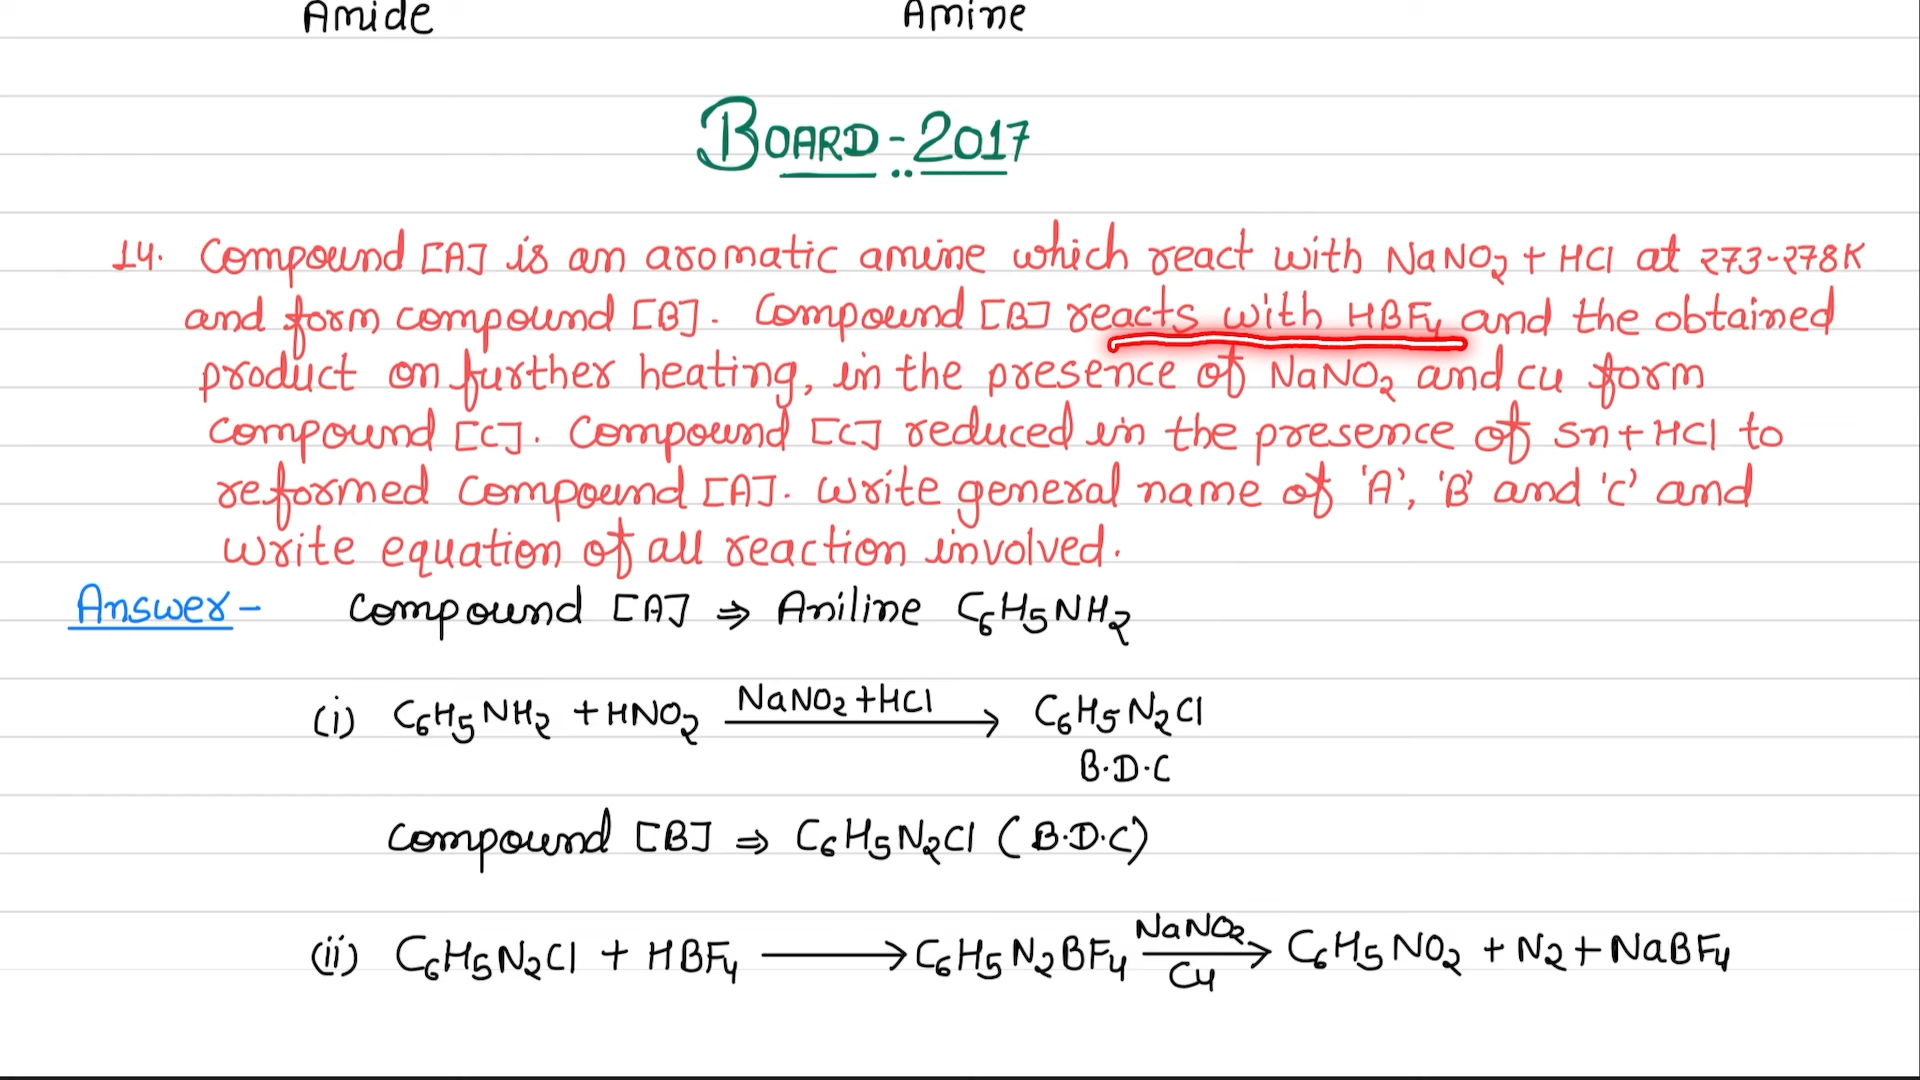 Amide Amine
BOARD-2017
14. Compound [A] is an aromatic amine which react with NaNO₂ + HCl at 273-278K
and form compound [B]. Compound [B] reacts with HBF₄ and the obtained
product on further heating, in the presence of NaNO₂ and cu form
compound [C]. Compound [C] reduced in the presence of sn+HCl to
reformed compound [A]. write general name of 'A', 'B' and 'c' and
write equation of all reaction involved.
Answer- compound [A] ⇒ Aniline C₆H₅NH₂
(i) C₆H₅NH₂ + HNO₂ NaNO₂+HCl → C₆H₅N₂Cl
B.D.C
compound [B] ⇒ C₆H₅N₂Cl (B.D.C)
(ii) C₆H₅N₂Cl + HBF₄ → C₆H₅N₂BF₄ NaNO₂ → Cu C₆H₅NO₂ + N₂ + NaBF₄